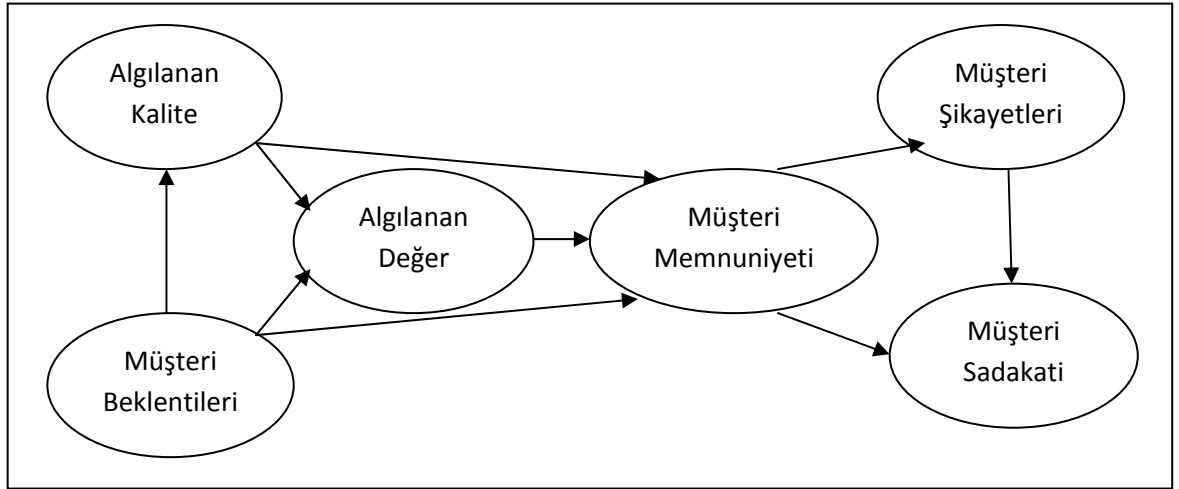 Algılanan
Kalite
Müşteri
Şikayetleri
Algılanan
Değer
Müşteri
Memnuniyeti
Müşteri
Beklentileri
Müşteri
Sadakati